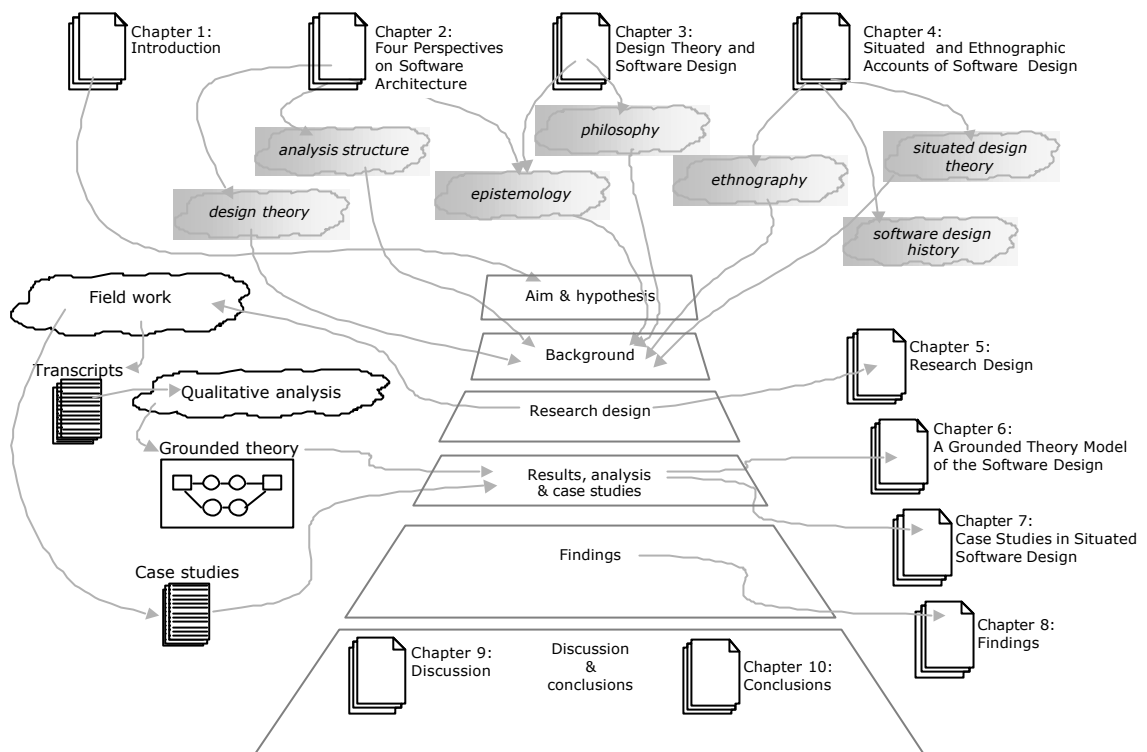 Chapter 1:
Introduction
Chapter 2:
Four Perspectives
on Software
Architecture
Chapter 3:
Design Theory and
Software Design
Chapter 4:
Situated and Ethnographic
Accounts of Software Design
philosophy
analysis structure
situated design
theory
epistemology
ethnography
design theory
software design
history
Aim & hypothesis
Field work
Background
Chapter 5:
Research Design
Transcripts
Qualitative analysis
Research design
Chapter 6:
A Grounded Theory Model
of the Software Design
Grounded theory
Results, analysis
& case studies
Chapter 7:
Case Studies in Situated
Software Design
Findings
Case studies
Chapter 8:
Findings
Chapter 9:
Discussion
Discussion
&
conclusions
Chapter 10:
Conclusions